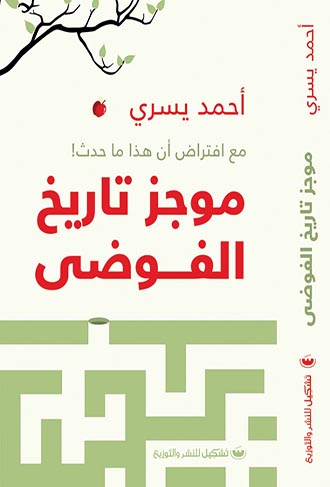 أحمد يسري
مع افتراض أن هذا ما حدث!
موجز تاريخ
الفوضى
تشكيل للنشر والتوزيع
أحمد يسري
موجز تاريخ الفوضى
تشكيل للنشر والتوزيع